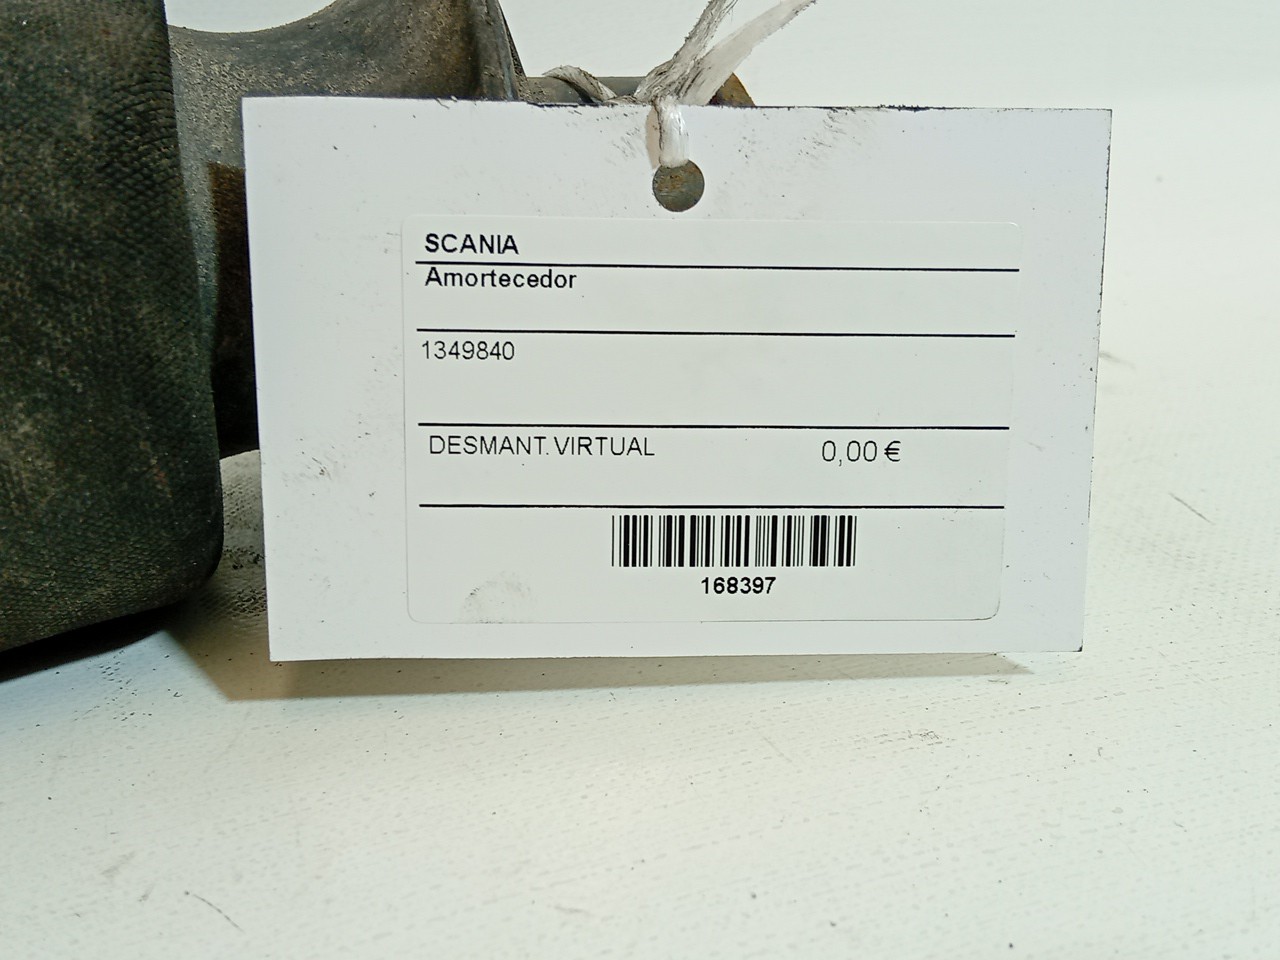 SCANIA
Amortecedor
1349840
DESMANT. VIRTUAL 0,00 €
168397